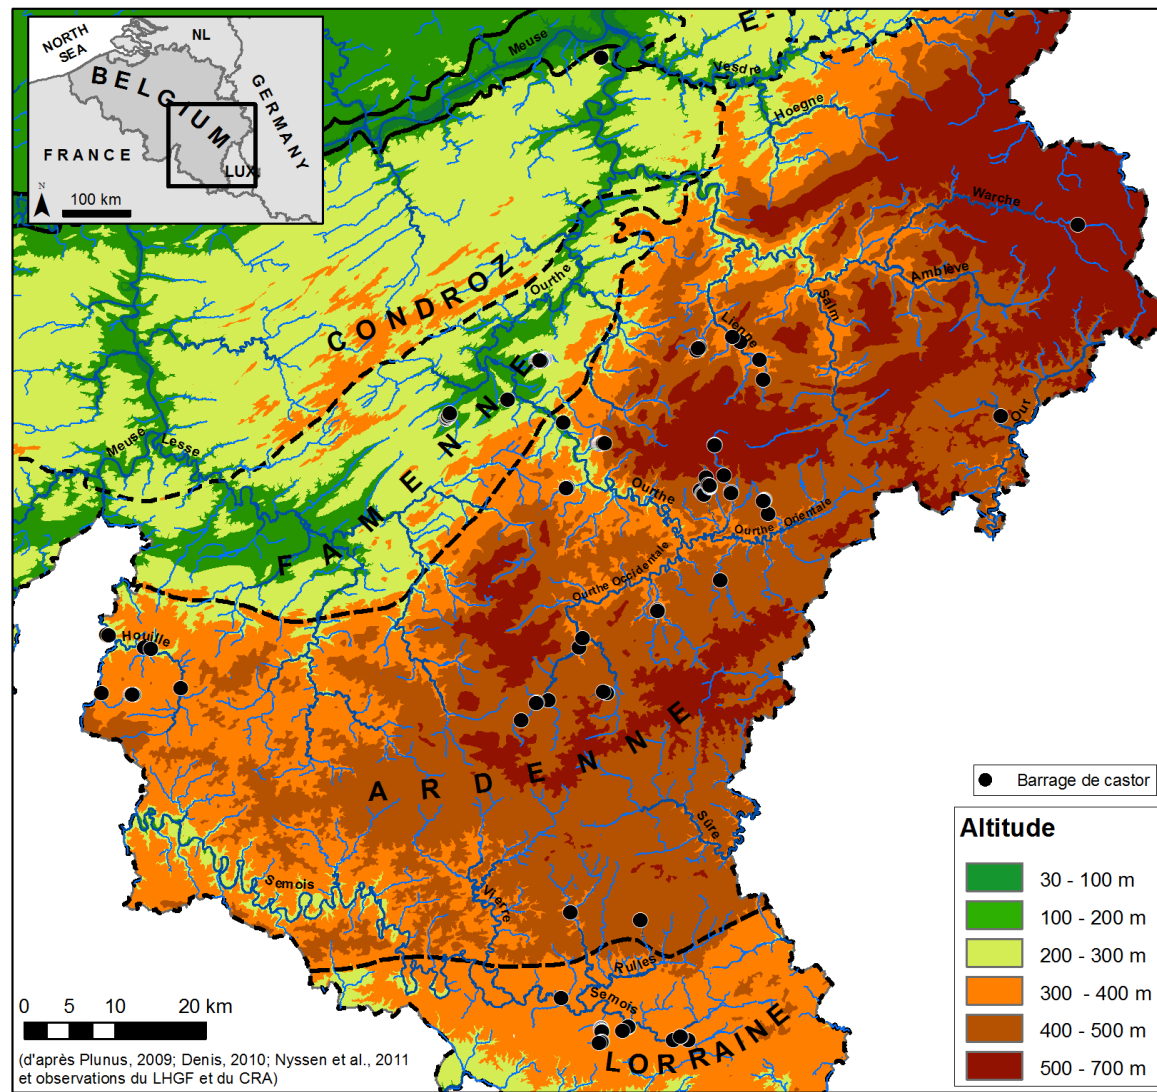 NORTH
SEA
NL
BELGIUM
GERMANY
FRANCE
LUX.
N
100 km
E-
Meuse
Vesdre
Hoegne
Warche
Amblève
Salm
Lienne
CONDROZ
Ourthe
Our
Meuse
Lesse
FAMENNE
Ourthe
Ourthe Orientale
Ourthe Occidentale
Houille
ARDENNE
Sûre
Semois
Vierre
Rulles
Semois
LORRAINE
Barrage de castor
Altitude
30 - 100 m
100 - 200 m
200 - 300 m
300 - 400 m
400 - 500 m
500 - 700 m
0 5 10 20 km
(d'après Plunus, 2009; Denis, 2010; Nyssen et al., 2011
et observations du LHGF et du CRA)